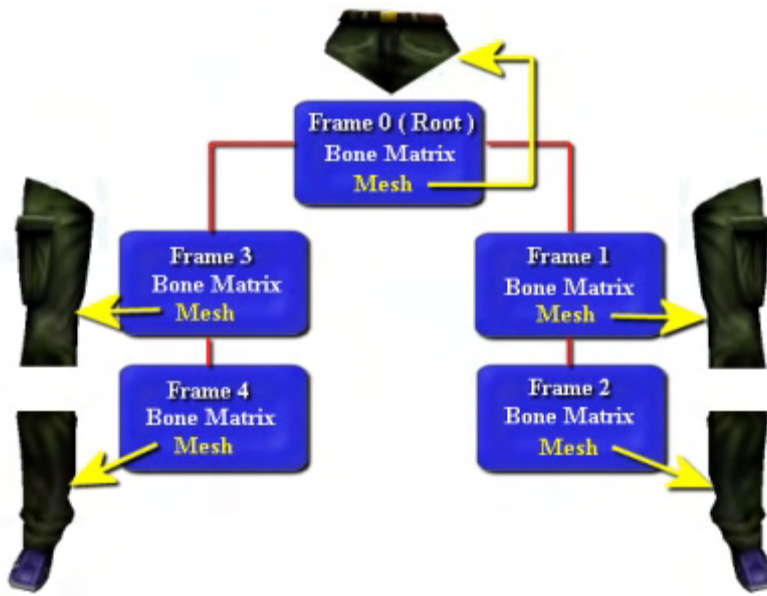 Frame 0 ( Root )
Bone Matrix
Mesh
Frame 3
Bone Matrix
Mesh
Frame 1
Bone Matrix
Mesh
Frame 4
Bone Matrix
Mesh
Frame 2
Bone Matrix
Mesh